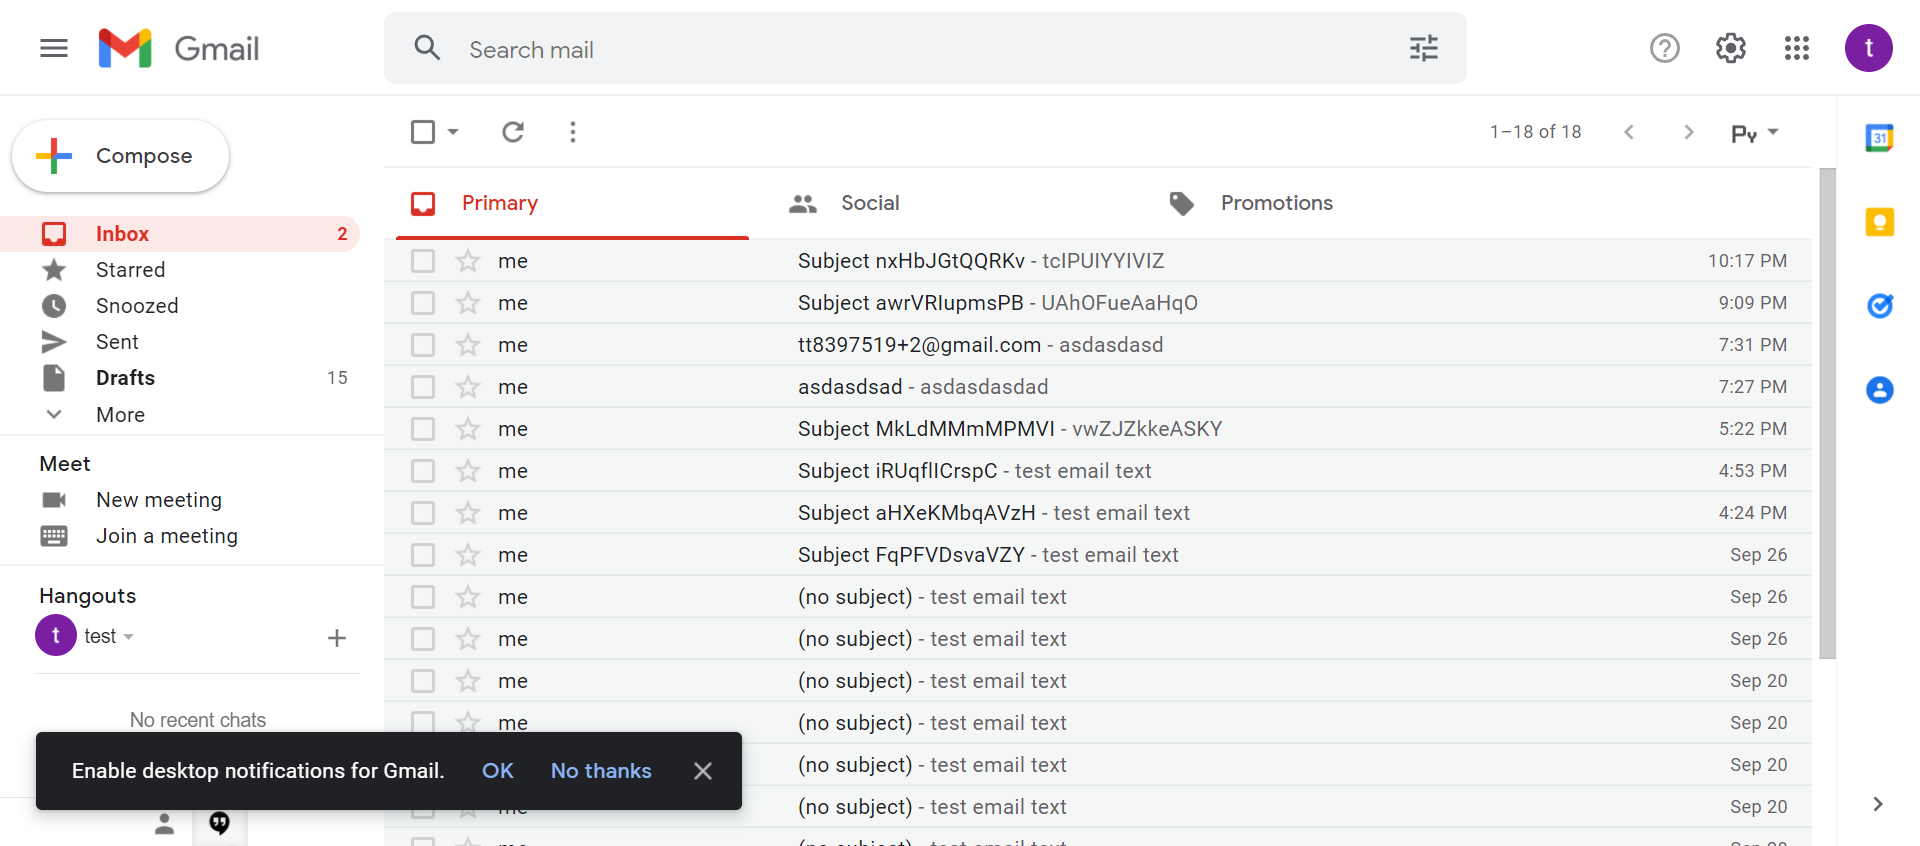 Gmail
Search mail
t
Compose
1–18 of 18
Py
31
Primary
Social
Promotions
Inbox 2
Starred
Snoozed
Sent
Drafts 15
More
Meet
New meeting
Join a meeting
Hangouts
t test
No recent chats
me Subject nxHbJGtQQRKv - tcIPUIYYIVIZ 10:17 PM
me Subject awrVRIupmsPB - UAhOFueAaHqO 9:09 PM
me tt8397519+2@gmail.com - asdasdasd 7:31 PM
me asdasdsad - asdasdasdad 7:27 PM
me Subject MkLdMMmMPMVI - vwZJZkkeASKY 5:22 PM
me Subject iRUqflICrspC - test email text 4:53 PM
me Subject aHXeKMbqAVzH - test email text 4:24 PM
me Subject FqPFVDsvaVZY - test email text Sep 26
me (no subject) - test email text Sep 26
me (no subject) - test email text Sep 26
me (no subject) - test email text Sep 20
me (no subject) - test email text Sep 20
(no subject) - test email text Sep 20
me (no subject) - test email text Sep 20
Enable desktop notifications for Gmail. OK No thanks